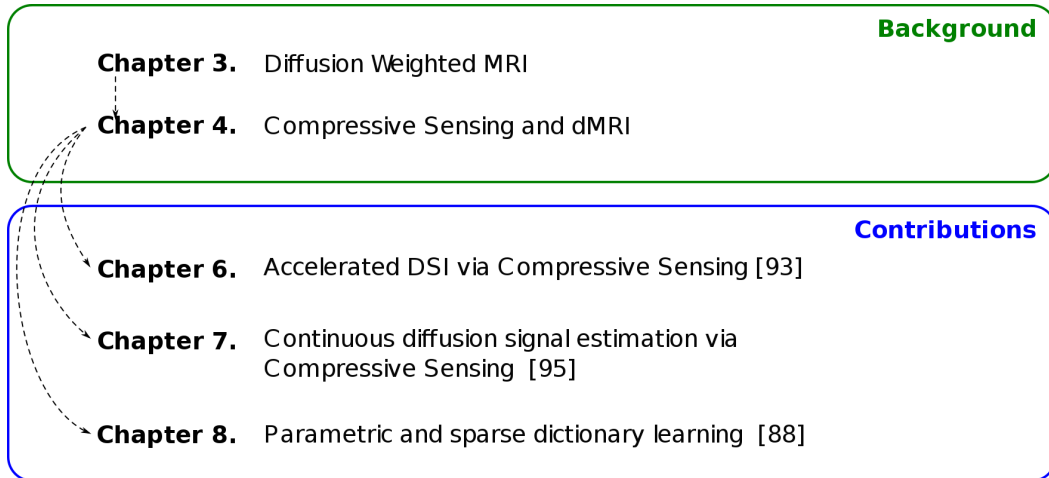 Background
Chapter 3. Diffusion Weighted MRI
Chapter 4. Compressive Sensing and dMRI
Contributions
Chapter 6. Accelerated DSI via Compressive Sensing [93]
Chapter 7. Continuous diffusion signal estimation via
Compressive Sensing [95]
Chapter 8. Parametric and sparse dictionary learning [88]